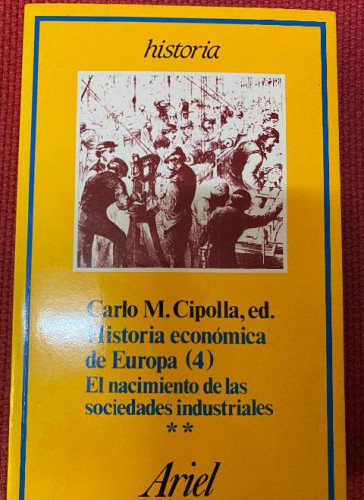 historia
Carlo M. Cipolla, ed.
Historia económica
de Europa (4)
El nacimiento de las
sociedades industriales
**
Ariel